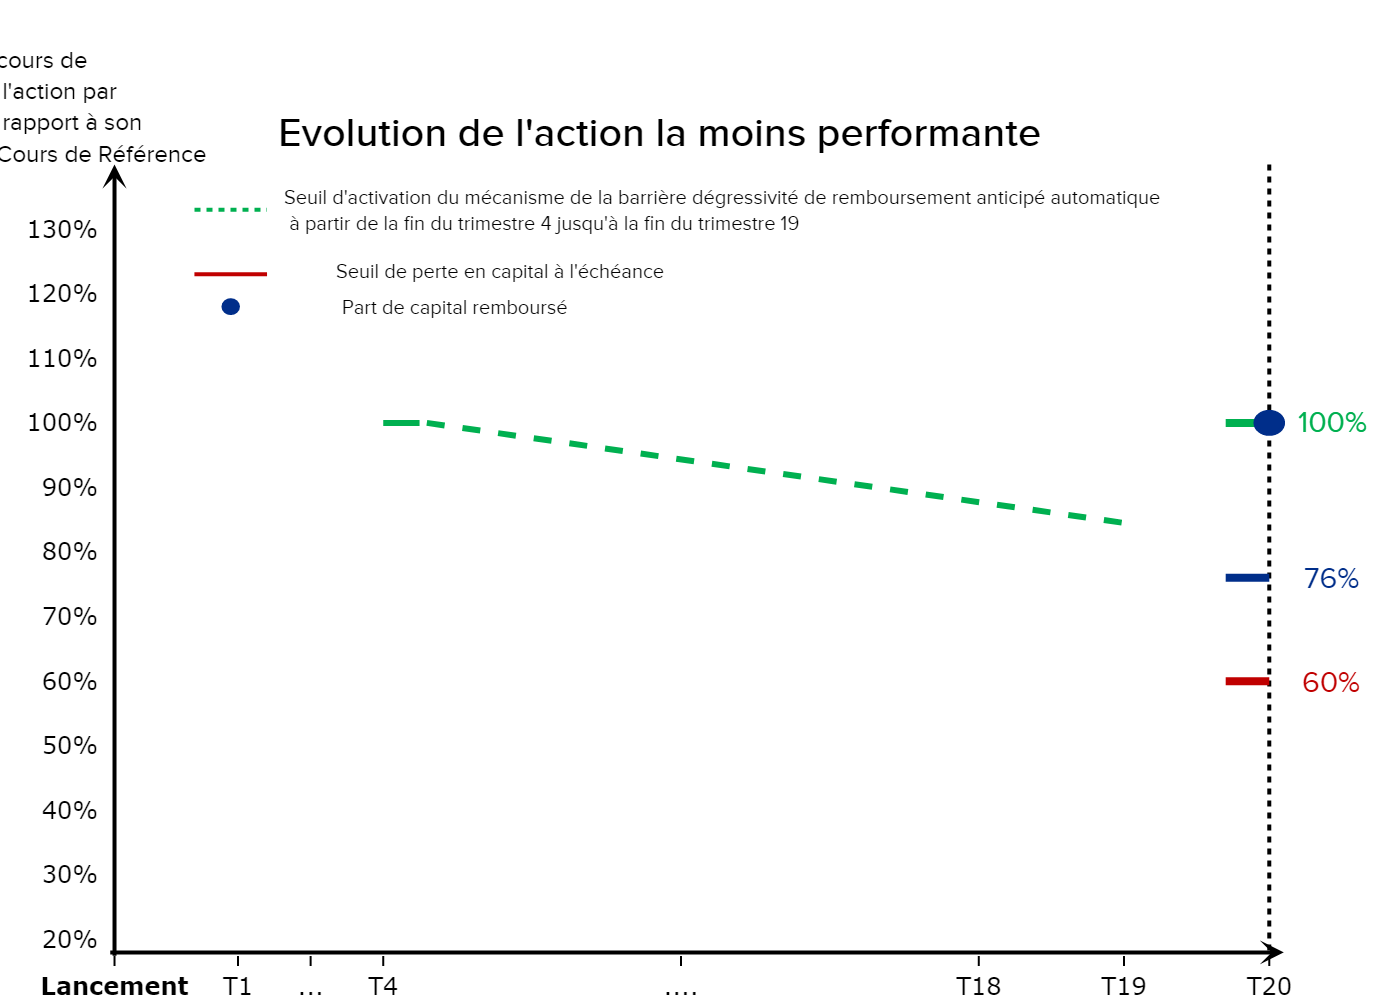 cours de
l'action par
rapport à son
Cours de Référence
Evolution de l'action la moins performante
Seuil d'activation du mécanisme de la barrière dégressivité de remboursement anticipé automatique
à partir de la fin du trimestre 4 jusqu'à la fin du trimestre 19
Seuil de perte en capital à l'échéance
Part de capital remboursé
130%
120%
110%
100%
90%
80%
70%
60%
50%
40%
30%
20%
100%
76%
60%
Lancement T1 ... T4 .... T18 T19 T20